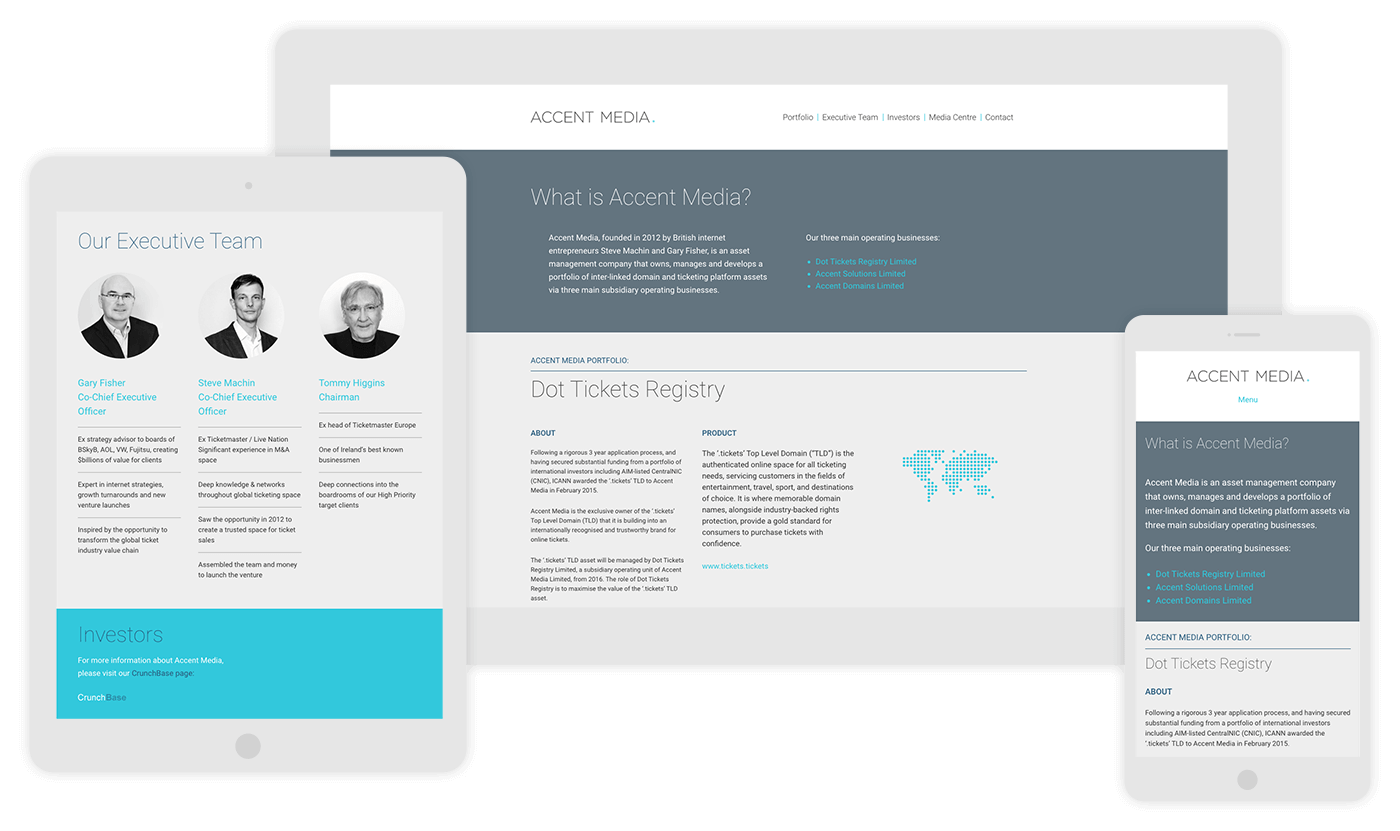 ACCENT MEDIA.
Portfolio | Executive Team | Investors | Media Centre | Contact
What is Accent Media?
Accent Media, founded in 2012 by British internet
entrepreneurs Steve Machin and Gary Fisher, is an asset
management company that owns, manages and develops a
portfolio of inter-linked domain and ticketing platform assets
via three main subsidiary operating businesses.
Our three main operating businesses:
• Dot Tickets Registry Limited
• Accent Solutions Limited
• Accent Domains Limited
ACCENT MEDIA PORTFOLIO:
Dot Tickets Registry
ABOUT
Following a rigorous 3 year application process, and
having secured substantial funding from a portfolio of
international investors including AIM-listed CentralNIC
(CNIC), ICANN awarded the '.tickets' TLD to Accent
Media in February 2015.
Accent Media is the exclusive owner of the '.tickets'
Top Level Domain (TLD) that it is building into an
internationally recognised and trustworthy brand for
online tickets.
The '.tickets' TLD asset will be managed by Dot Tickets
Registry Limited, a subsidiary operating unit of Accent
Media Limited, from 2016. The role of Dot Tickets
Registry is to maximise the value of the '.tickets' TLD
asset.
PRODUCT
The '.tickets' Top Level Domain ("TLD") is the
authenticated online space for all ticketing
needs, servicing customers in the fields of
entertainment, travel, sport, and destinations
of choice. It is where memorable domain
names, alongside industry-backed rights
protection, provide a gold standard for
consumers to purchase tickets with
confidence.
www.tickets.tickets
Our Executive Team
Gary Fisher
Co-Chief Executive
Officer
Ex strategy advisor to boards of
BSkyB, AOL, VW, Fujitsu, creating
$billions of value for clients
Expert in internet strategies,
growth turnarounds and new
venture launches
Inspired by the opportunity to
transform the global ticket
industry value chain
Steve Machin
Co-Chief Executive
Officer
Ex Ticketmaster / Live Nation
Significant experience in M&A
space
Deep knowledge & networks
throughout global ticketing space
Saw the opportunity in 2012 to
create a trusted space for ticket
sales
Assembled the team and money
to launch the venture
Tommy Higgins
Chairman
Ex head of Ticketmaster Europe
One of Ireland's best known
businessmen
Deep connections into the
boardrooms of our High Priority
target clients
Investors
For more information about Accent Media,
please visit our CrunchBase page:
CrunchBase
ACCENT MEDIA.
Menu
What is Accent Media?
Accent Media is an asset management company
that owns, manages and develops a portfolio of
inter-linked domain and ticketing platform assets via
three main subsidiary operating businesses.
Our three main operating businesses:
• Dot Tickets Registry Limited
• Accent Solutions Limited
• Accent Domains Limited
ACCENT MEDIA PORTFOLIO:
Dot Tickets Registry
ABOUT
Following a rigorous 3 year application process, and having secured
substantial funding from a portfolio of international investors
including AIM-listed CentralNIC (CNIC), ICANN awarded the
'.tickets' TLD to Accent Media in February 2015.